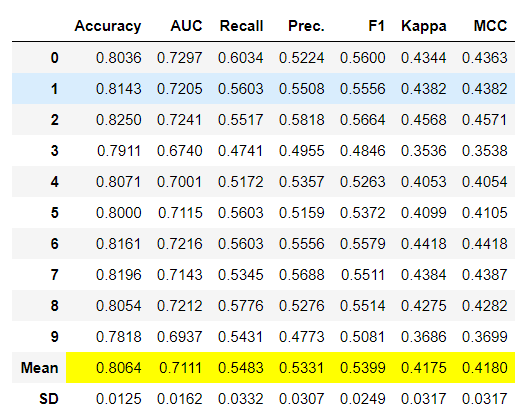 Accuracy AUC Recall Prec. F1 Kappa MCC
0 0.8036 0.7297 0.6034 0.5224 0.5600 0.4344 0.4363
1 0.8143 0.7205 0.5603 0.5508 0.5556 0.4382 0.4382
2 0.8250 0.7241 0.5517 0.5818 0.5664 0.4568 0.4571
3 0.7911 0.6740 0.4741 0.4955 0.4846 0.3536 0.3538
4 0.8071 0.7001 0.5172 0.5357 0.5263 0.4053 0.4054
5 0.8000 0.7115 0.5603 0.5159 0.5372 0.4099 0.4105
6 0.8161 0.7216 0.5603 0.5556 0.5579 0.4418 0.4418
7 0.8196 0.7143 0.5345 0.5688 0.5511 0.4384 0.4387
8 0.8054 0.7212 0.5776 0.5276 0.5514 0.4275 0.4282
9 0.7818 0.6937 0.5431 0.4773 0.5081 0.3686 0.3699
Mean 0.8064 0.7111 0.5483 0.5331 0.5399 0.4175 0.4180
SD 0.0125 0.0162 0.0332 0.0307 0.0249 0.0317 0.0317